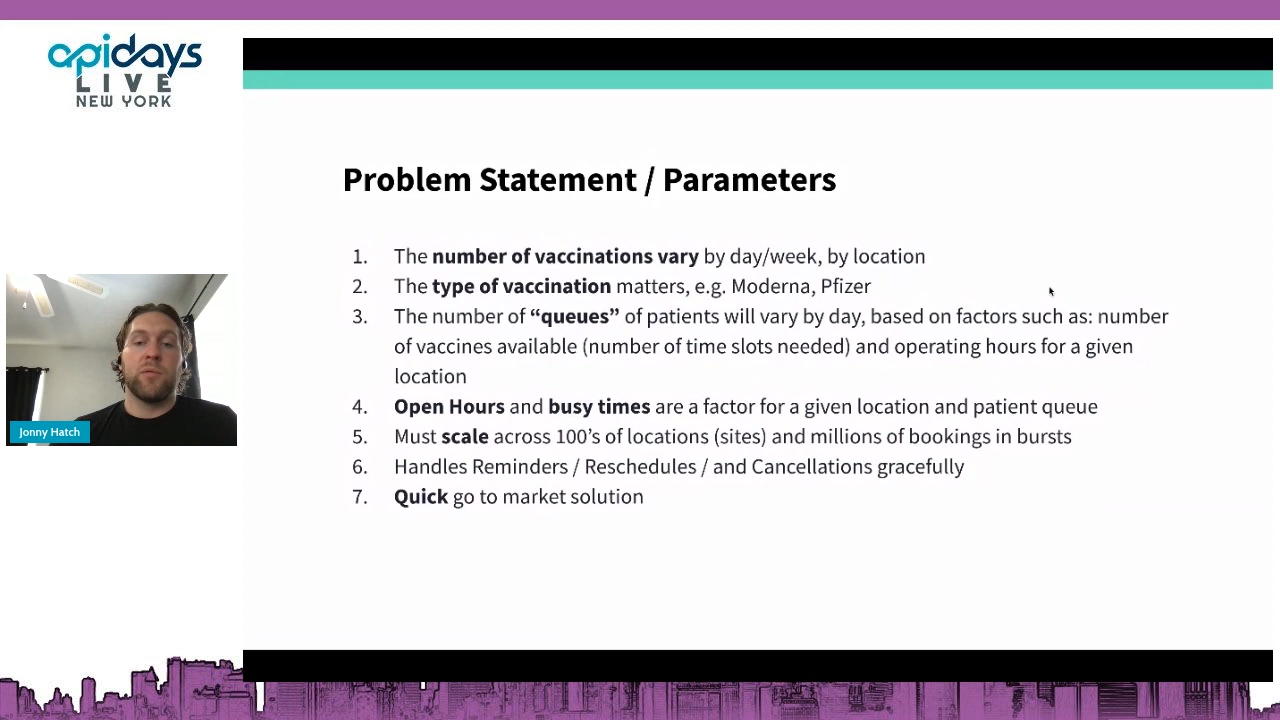 apidays
LIVE
NEW YORK
Problem Statement / Parameters
1. The number of vaccinations vary by day/week, by location
2. The type of vaccination matters, e.g. Moderna, Pfizer
3. The number of “queues” of patients will vary by day, based on factors such as: number
of vaccines available (number of time slots needed) and operating hours for a given
location
4. Open Hours and busy times are a factor for a given location and patient queue
5. Must scale across 100’s of locations (sites) and millions of bookings in bursts
6. Handles Reminders / Reschedules / and Cancellations gracefully
7. Quick go to market solution
Jonny Hatch